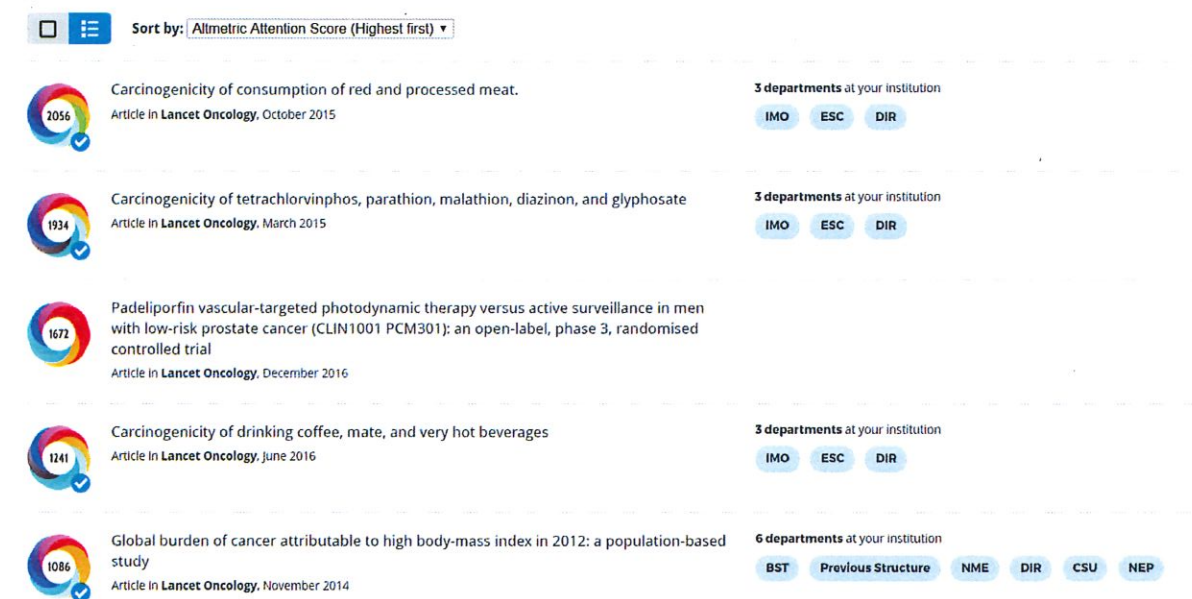 Sort by: Altmetric Attention Score (Highest first) ▼
2056
Carcinogenicity of consumption of red and processed meat.
Article in Lancet Oncology, October 2015
3 departments at your institution
IMO ESC DIR
1934
Carcinogenicity of tetrachlorvinphos, parathion, malathion, diazinon, and glyphosate
Article in Lancet Oncology, March 2015
3 departments at your institution
IMO ESC DIR
1672
Padeliporfin vascular-targeted photodynamic therapy versus active surveillance in men
with low-risk prostate cancer (CLIN1001 PCM301): an open-label, phase 3, randomised
controlled trial
Article in Lancet Oncology, December 2016
1241
Carcinogenicity of drinking coffee, mate, and very hot beverages
Article in Lancet Oncology, June 2016
3 departments at your institution
IMO ESC DIR
1086
Global burden of cancer attributable to high body-mass index in 2012: a population-based
study
Article in Lancet Oncology, November 2014
6 departments at your institution
BST Previous Structure NME DIR CSU NEP